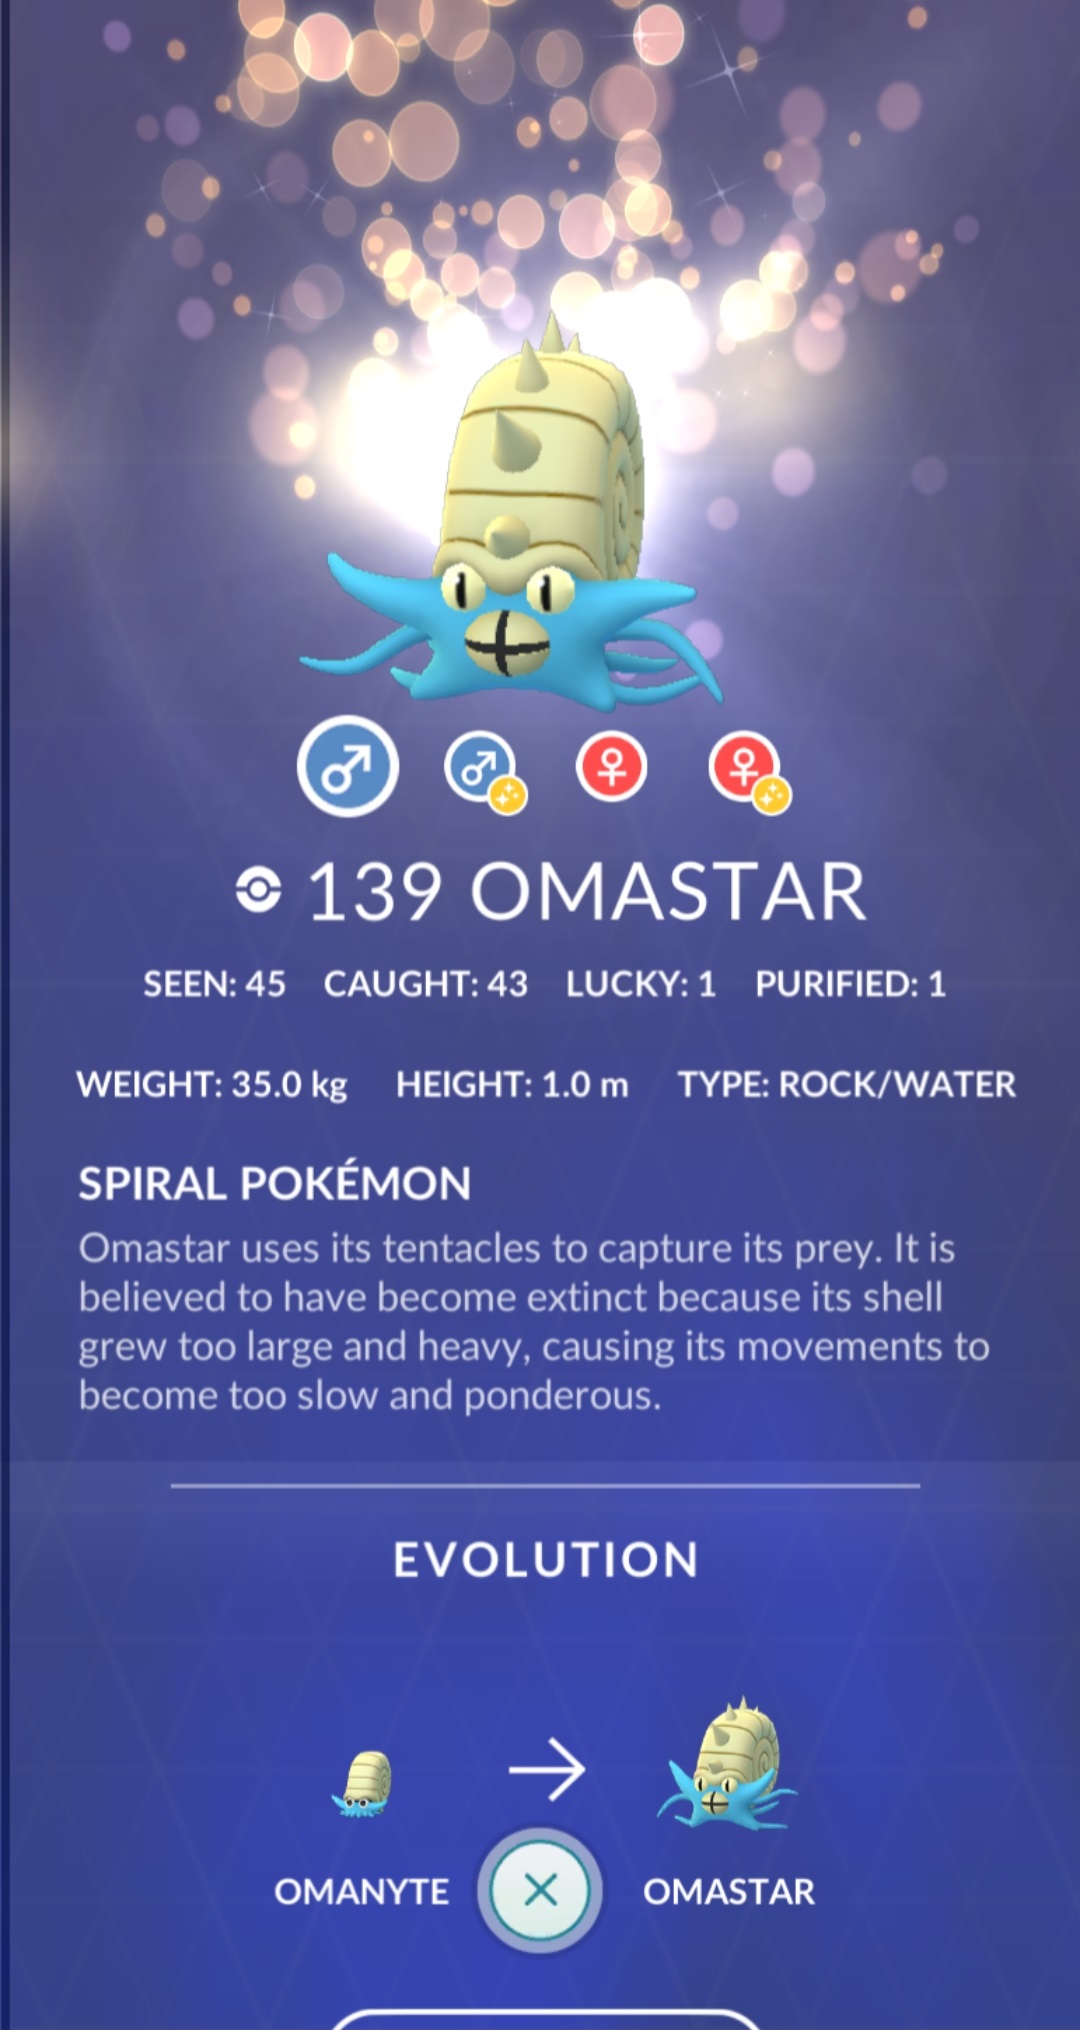 139 OMASTAR
SEEN: 45 CAUGHT: 43 LUCKY: 1 PURIFIED: 1
WEIGHT: 35.0 kg HEIGHT: 1.0 m TYPE: ROCK/WATER
SPIRAL POKÉMON
Omastar uses its tentacles to capture its prey. It is
believed to have become extinct because its shell
grew too large and heavy, causing its movements to
become too slow and ponderous.
EVOLUTION
OMANYTE OMASTAR